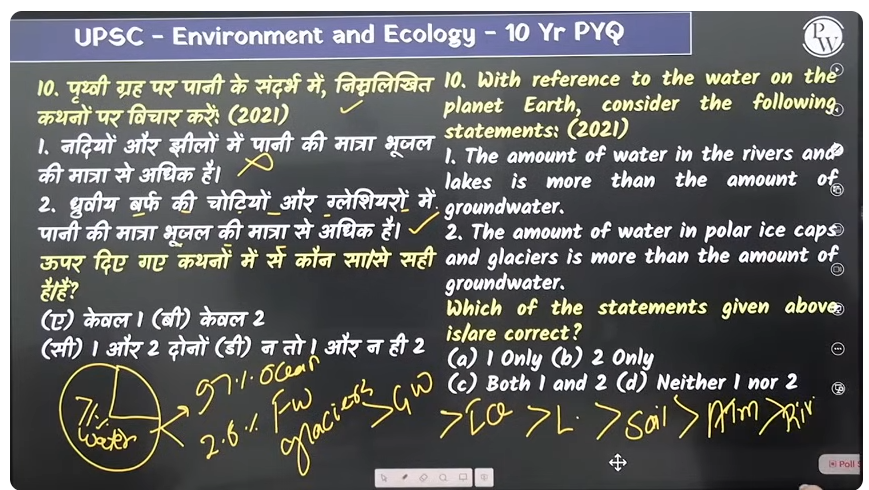 UPSC - Environment and Ecology - 10 Yr PYQ
PW
10. पृथ्वी ग्रह पर पानी के संदर्भ में, निम्नलिखित
कथनों पर विचार करें: (2021)
1. नदियों और झीलों में पानी की मात्रा भूजल
की मात्रा से अधिक है।
2. ध्रुवीय बर्फ की चोटियों और ग्लेशियरों में
पानी की मात्रा भूजल की मात्रा से अधिक है।
ऊपर दिए गए कथनों में से कौन सा/से सही
है/हैं?
(ए) केवल 1 (बी) केवल 2
(सी) 1 और 2 दोनों (डी) न तो 1 और न ही 2
10. With reference to the water on the
planet Earth, consider the following
statements: (2021)
1. The amount of water in the rivers and
lakes is more than the amount of
groundwater.
2. The amount of water in polar ice caps
and glaciers is more than the amount of
groundwater.
Which of the statements given above
is/are correct?
(a) 1 Only (b) 2 Only
(c) Both 1 and 2 (d) Neither 1 nor 2
71% water
97% Ocean
2.8% FW
glaciers > GW > Ice > L. > Soil > Atm > Riv
Poll